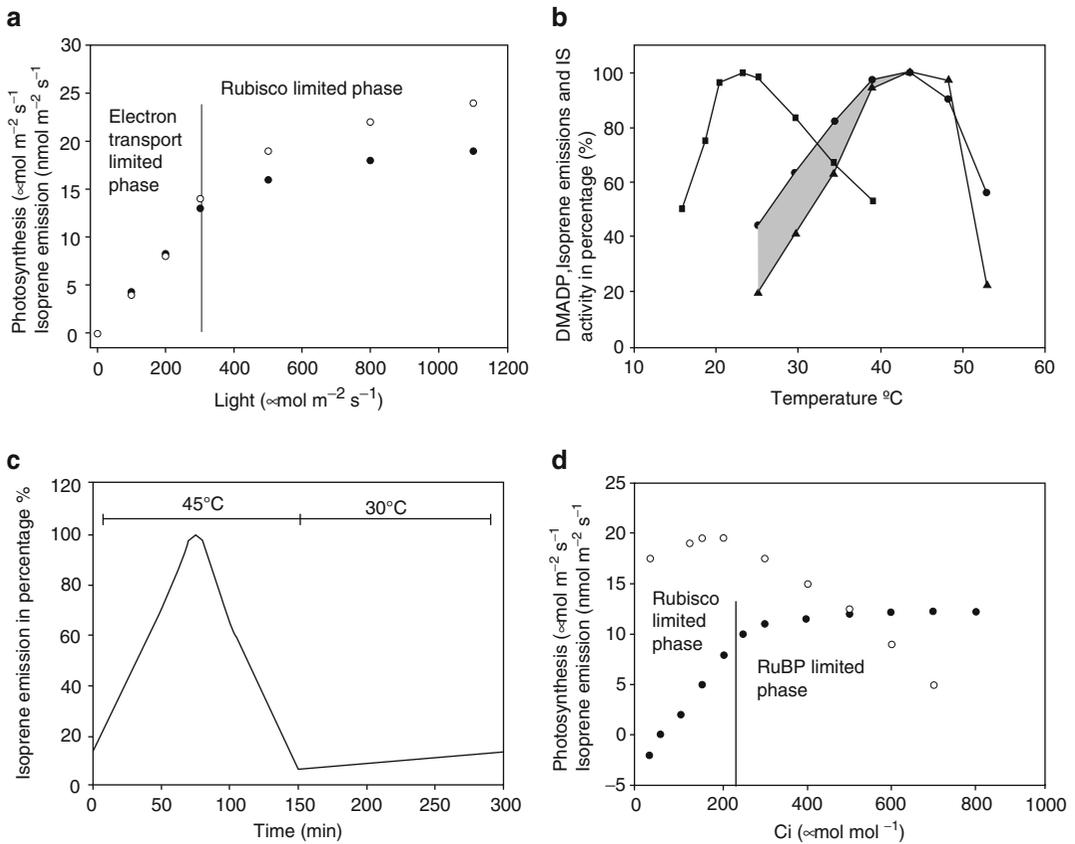 a
Photosynthesis (∝mol m−2 s−1
Isoprene emission (nmol m−2 s−1)
30
25
20
15
10
5
0
Electron
transport
limited
phase
Rubisco limited phase
0 200 400 600 800 1000 1200
Light (∝mol m−2 s−1)
b
DMADP,Isoprene emissions and IS
activity in percentage (%)
100
80
60
40
20
0
10 20 30 40 50 60
Temperature ºC
c
Isoprene emission in percentage %
120
100
80
60
40
20
0
45°C
30°C
0 50 100 150 200 250 300
Time (min)
d
Photosynthesis (∝mol m−2 s−1
Isoprene emission (nmol m−2 s−1)
25
20
15
10
5
0
−5
Rubisco
limited
phase
RuBP limited
phase
0 200 400 600 800 1000
Ci (∝mol mol −1)